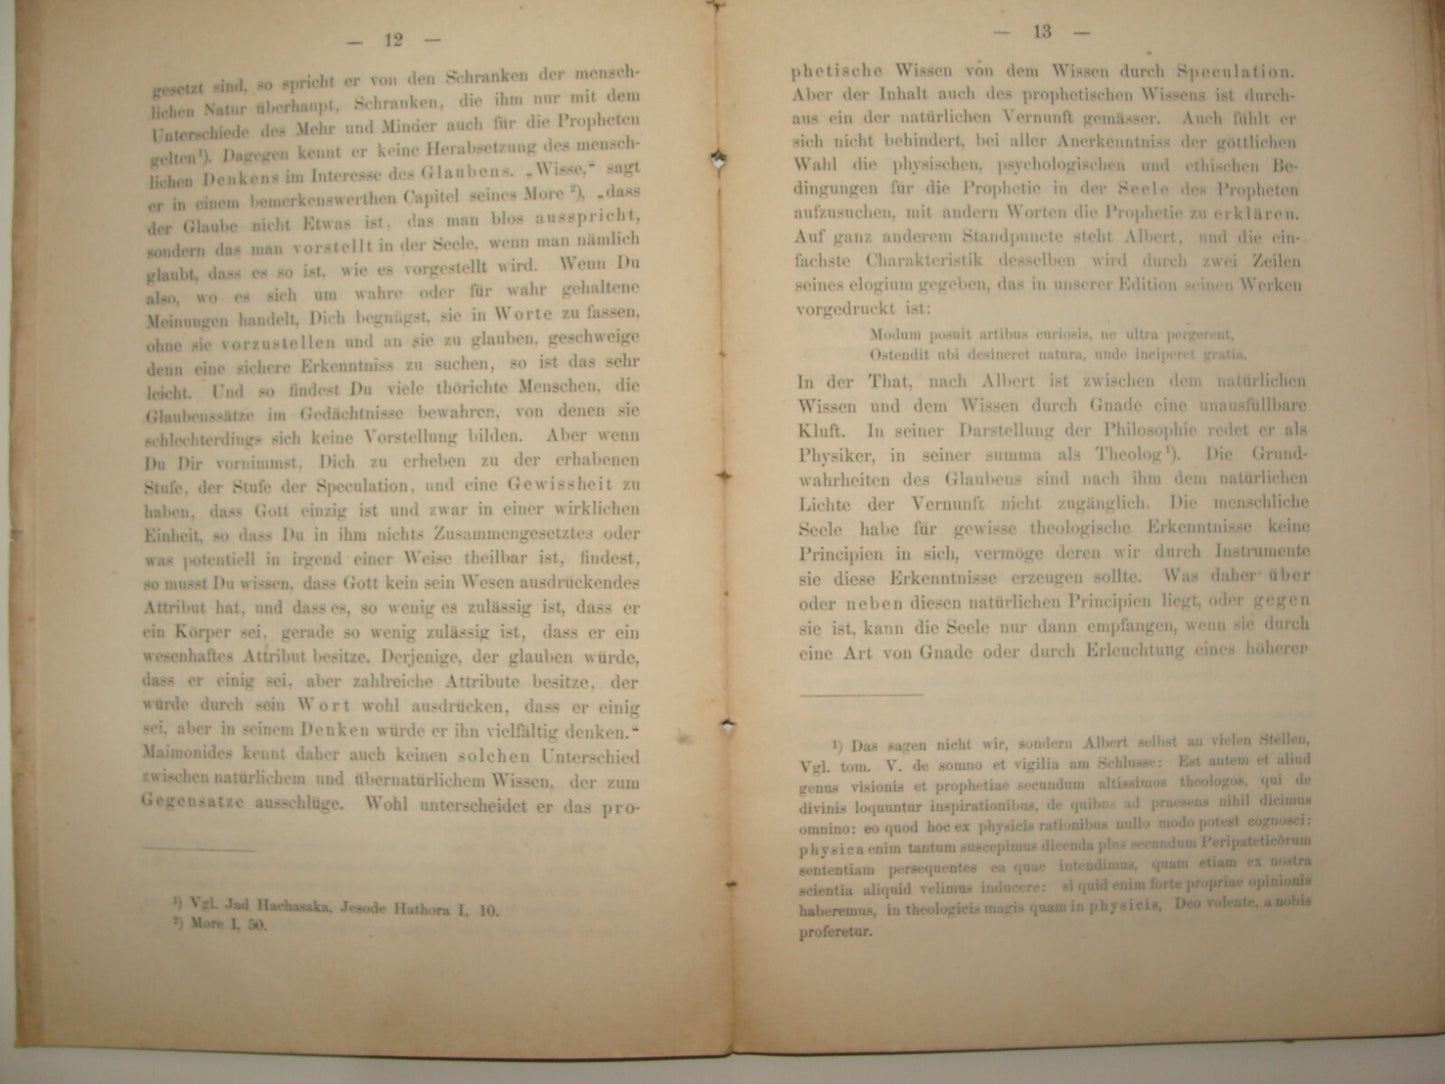 — 12 —
gesetzt sind, so spricht er von den Schranken der mensch-
lichen Natur überhaupt, Schranken, die ihm nur mit dem
Unterschiede des Mehr und Minder auch für die Propheten
gelten¹). Dagegen kennt er keine Herabsetzung des mensch-
lichen Denkens im Interesse des Glaubens. „Wisse,“ sagt
er in einem bemerkenswerthen Capitel seines More ²), „dass
der Glaube nicht Etwas ist, das man blos ausspricht,
sondern das man vorstellt in der Seele, wenn man nämlich
glaubt, dass es so ist, wie es vorgestellt wird. Wenn Du
also, wo es sich um wahre oder für wahr gehaltene
Meinungen handelt, Dich begnügst, sie in Worte zu fassen,
ohne sie vorzustellen und an sie zu glauben, geschweige
denn eine sichere Erkenntniss zu suchen, so ist das sehr
leicht. Und so findest Du viele thörichte Menschen, die
Glaubenssätze im Gedächtnisse bewahren, von denen sie
schlechterdings sich keine Vorstellung bilden. Aber wenn
Du Dir vornimmst, Dich zu erheben zu der erhabenen
Stufe, der Stufe der Speculation, und eine Gewissheit zu
haben, dass Gott einzig ist und zwar in einer wirklichen
Einheit, so dass Du in ihm nichts Zusammengesetztes oder
was potentiell in irgend einer Weise theilbar ist, findest,
so musst Du wissen, dass Gott kein sein Wesen ausdrückendes
Attribut hat, und dass es, so wenig es zulässig ist, dass er
ein Körper sei, gerade so wenig zulässig ist, dass er ein
wesenhaftes Attribut besitze. Derjenige, der glauben würde,
dass er einig sei, aber zahlreiche Attribute besitze, der
würde durch sein Wort wohl ausdrücken, dass er einig
sei, aber in seinem Denken würde er ihn vielfältig denken.“
Maimonides kennt daher auch keinen solchen Unterschied
zwischen natürlichem und übernatürlichem Wissen, der zum
Gegensatze ausschlüge. Wohl unterscheidet er das pro-
¹) Vgl. Jad Hachasaka, Jesode Hathora I, 10.
²) More I, 50.
— 13 —
phetische Wissen von dem Wissen durch Speculation.
Aber der Inhalt auch des prophetischen Wissens ist durch-
aus ein der natürlichen Vernunft gemässer. Auch fühlt er
sich nicht behindert, bei aller Anerkenntniss der göttlichen
Wahl die physischen, psychologischen und ethischen Be-
dingungen für die Prophetie in der Seele des Propheten
aufzusuchen, mit andern Worten die Prophetie zu erklären.
Auf ganz anderem Standpuncte steht Albert, und die ein-
fachste Charakteristik desselben wird durch zwei Zeilen
seines elogium gegeben, das in unserer Edition seinen Werken
vorgedruckt ist:
Modum posuit artibus curiosis, ne ultra pergerent,
Ostendit ubi desineret natura, unde inciperet gratia.
In der That, nach Albert ist zwischen dem natürlichen
Wissen und dem Wissen durch Gnade eine unausfüllbare
Kluft. In seiner Darstellung der Philosophie redet er als
Physiker, in seiner summa als Theolog¹). Die Grund-
wahrheiten des Glaubens sind nach ihm dem natürlichen
Lichte der Vernunft nicht zugänglich. Die menschliche
Seele habe für gewisse theologische Erkenntnisse keine
Principien in sich, vermöge deren wir durch Instrumente
sie diese Erkenntnisse erzeugen sollte. Was daher über
oder neben diesen natürlichen Principien liegt, oder gegen
sie ist, kann die Seele nur dann empfangen, wenn sie durch
eine Art von Gnade oder durch Erleuchtung eines höherer
¹) Das sagen nicht wir, sondern Albert selbst an vielen Stellen,
Vgl. tom. V. de somno et vigilia am Schlusse: Est autem et aliud
genus visionis et prophetiae secundum altissimos theologos, qui de
divinis loquuntur inspirationibus, de quibus ad praesens nihil dicimus
omnino: eo quod hoc ex physicis rationibus nullo modo potest cognosci:
physica enim tantum suscepimus dicenda plus secundum Peripateticorum
sententiam persequentes ea quae intendimus, quam etiam ex nostra
scientia aliquid velimus inducere: si quid enim forte propriae opinionis
haberemus, in theologicis magis quam in physicis, Deo volente, a nobis
proferetur.